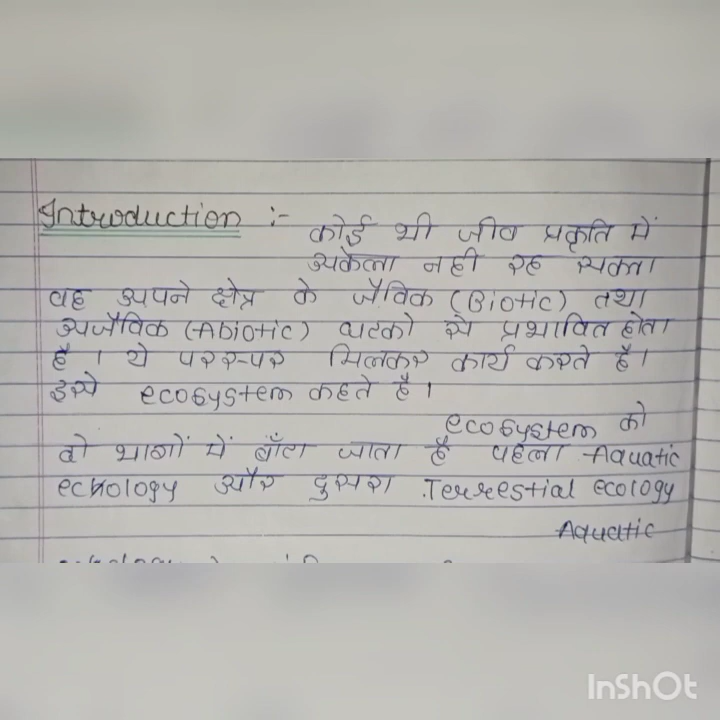 Introduction :-
कोई भी जीव प्रकृति में
अकेला नही रह सकता
वह अपने क्षेत्र के जैविक (Biotic) तथा
अजैविक (Abiotic) घटको से प्रभावित होता
है। ये परस्पर मिलकर कार्य करते है।
इसे ecosystem कहते है।
ecosystem को
दो भागों में बाँटा जाता है पहला Aquatic
ecology और दुसरा Terrestial ecology
Aquatic
InShOt